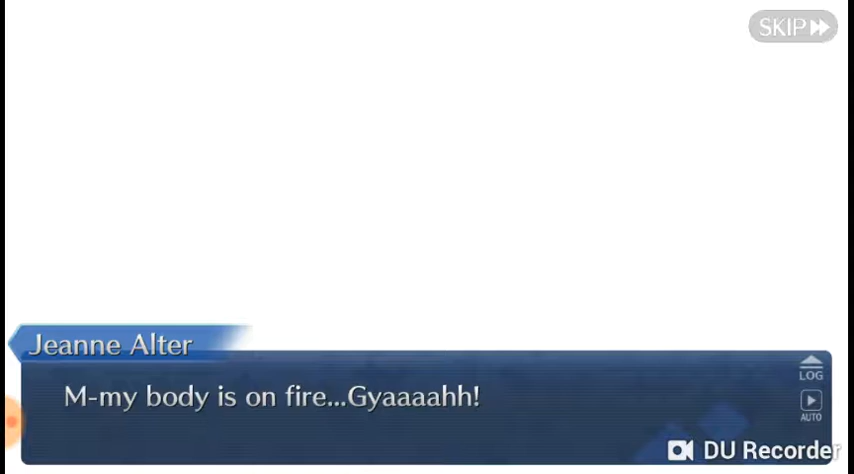 SKIP
Jeanne Alter
M-my body is on fire...Gyaaaahh!
LOG
AUTO
DU Recorder